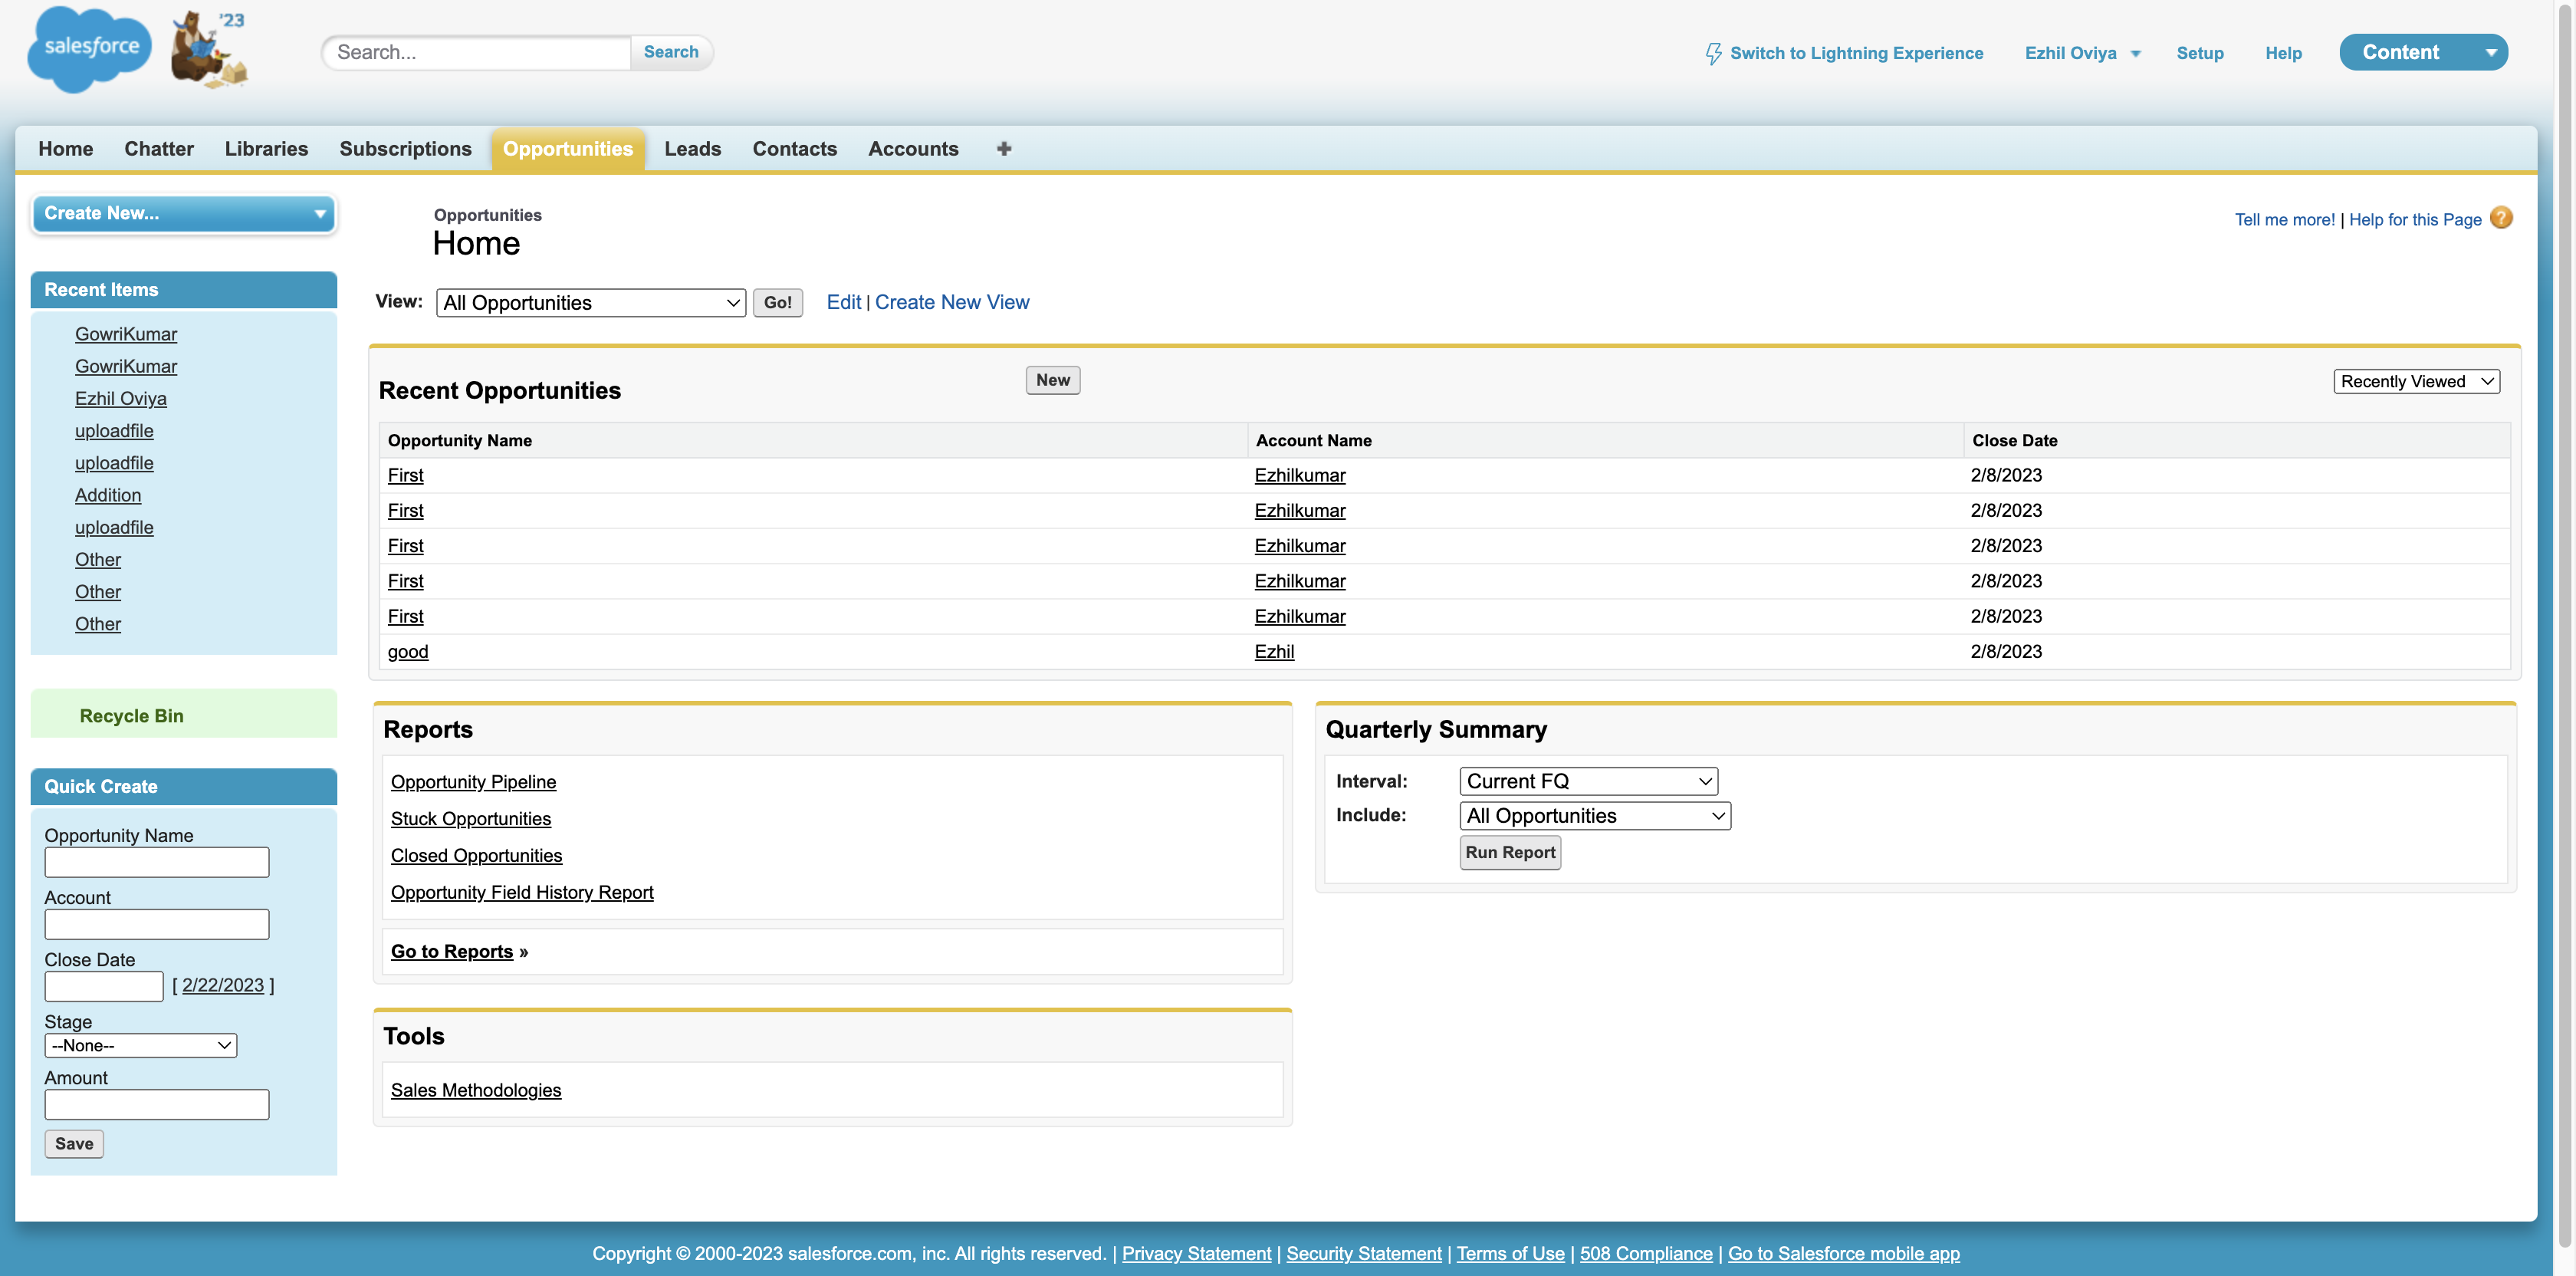 salesforce
'23
Search...
Search
Switch to Lightning Experience
Ezhil Oviya
Setup
Help
Content
Home
Chatter
Libraries
Subscriptions
Opportunities
Leads
Contacts
Accounts
+
Create New...
Recent Items
GowriKumar
GowriKumar
Ezhil Oviya
uploadfile
uploadfile
Addition
uploadfile
Other
Other
Other
Recycle Bin
Quick Create
Opportunity Name
Account
Close Date
[ 2/22/2023 ]
Stage
--None--
Amount
Save
Opportunities
Home
Tell me more! | Help for this Page ?
View: All Opportunities Go! Edit | Create New View
Recent Opportunities
New
Recently Viewed
Opportunity Name Account Name Close Date
First Ezhilkumar 2/8/2023
First Ezhilkumar 2/8/2023
First Ezhilkumar 2/8/2023
First Ezhilkumar 2/8/2023
First Ezhilkumar 2/8/2023
good Ezhil 2/8/2023
Reports
Opportunity Pipeline
Stuck Opportunities
Closed Opportunities
Opportunity Field History Report
Go to Reports »
Tools
Sales Methodologies
Quarterly Summary
Interval: Current FQ
Include: All Opportunities
Run Report
Copyright © 2000-2023 salesforce.com, inc. All rights reserved. | Privacy Statement | Security Statement | Terms of Use | 508 Compliance | Go to Salesforce mobile app